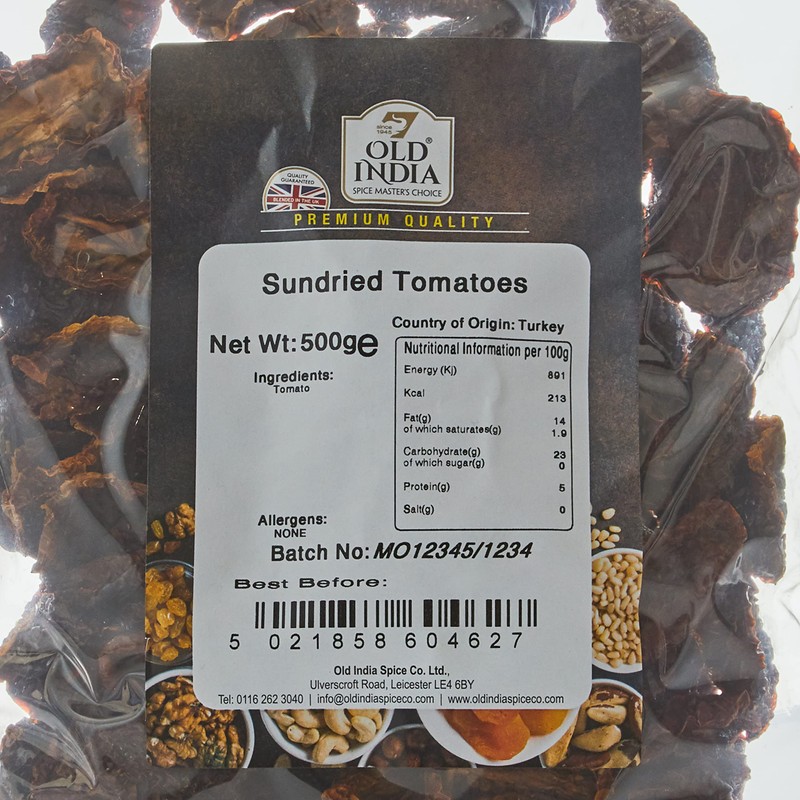 since
1945
OLD®
INDIA
SPICE MASTER'S CHOICE
QUALITY
GUARANTEED
BLENDED IN THE UK
PREMIUM QUALITY
Sundried Tomatoes
Country of Origin: Turkey
Net Wt: 500g e
Ingredients:
Tomato
Nutritional Information per 100g
Energy (Kj) 891
Kcal 213
Fat(g) 14
of which saturates(g) 1.9
Carbohydrate(g) 23
of which sugar(g) 0
Protein(g) 5
Salt(g) 0
Allergens:
NONE
Batch No: MO12345/1234
Best Before:
5 021858 604627
Old India Spice Co. Ltd.,
Ulverscroft Road, Leicester LE4 6BY
Tel: 0116 262 3040 | info@oldindiaspiceco.com | www.oldindiaspiceco.com